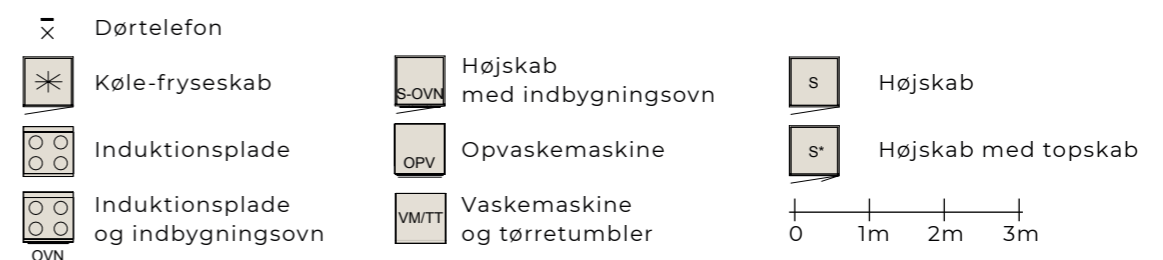 Dørtelefon
Køle-fryseskab
Induktionsplade
Induktionsplade
og indbygningsovn
OVN
S-OVN
Højskab
med indbygningsovn
OPV
Opvaskemaskine
VM/TT
Vaskemaskine
og tørretumbler
S
Højskab
S*
Højskab med topskab
0 1m 2m 3m